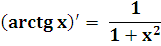 (arctg x)′ = 1 / (1 + x²)